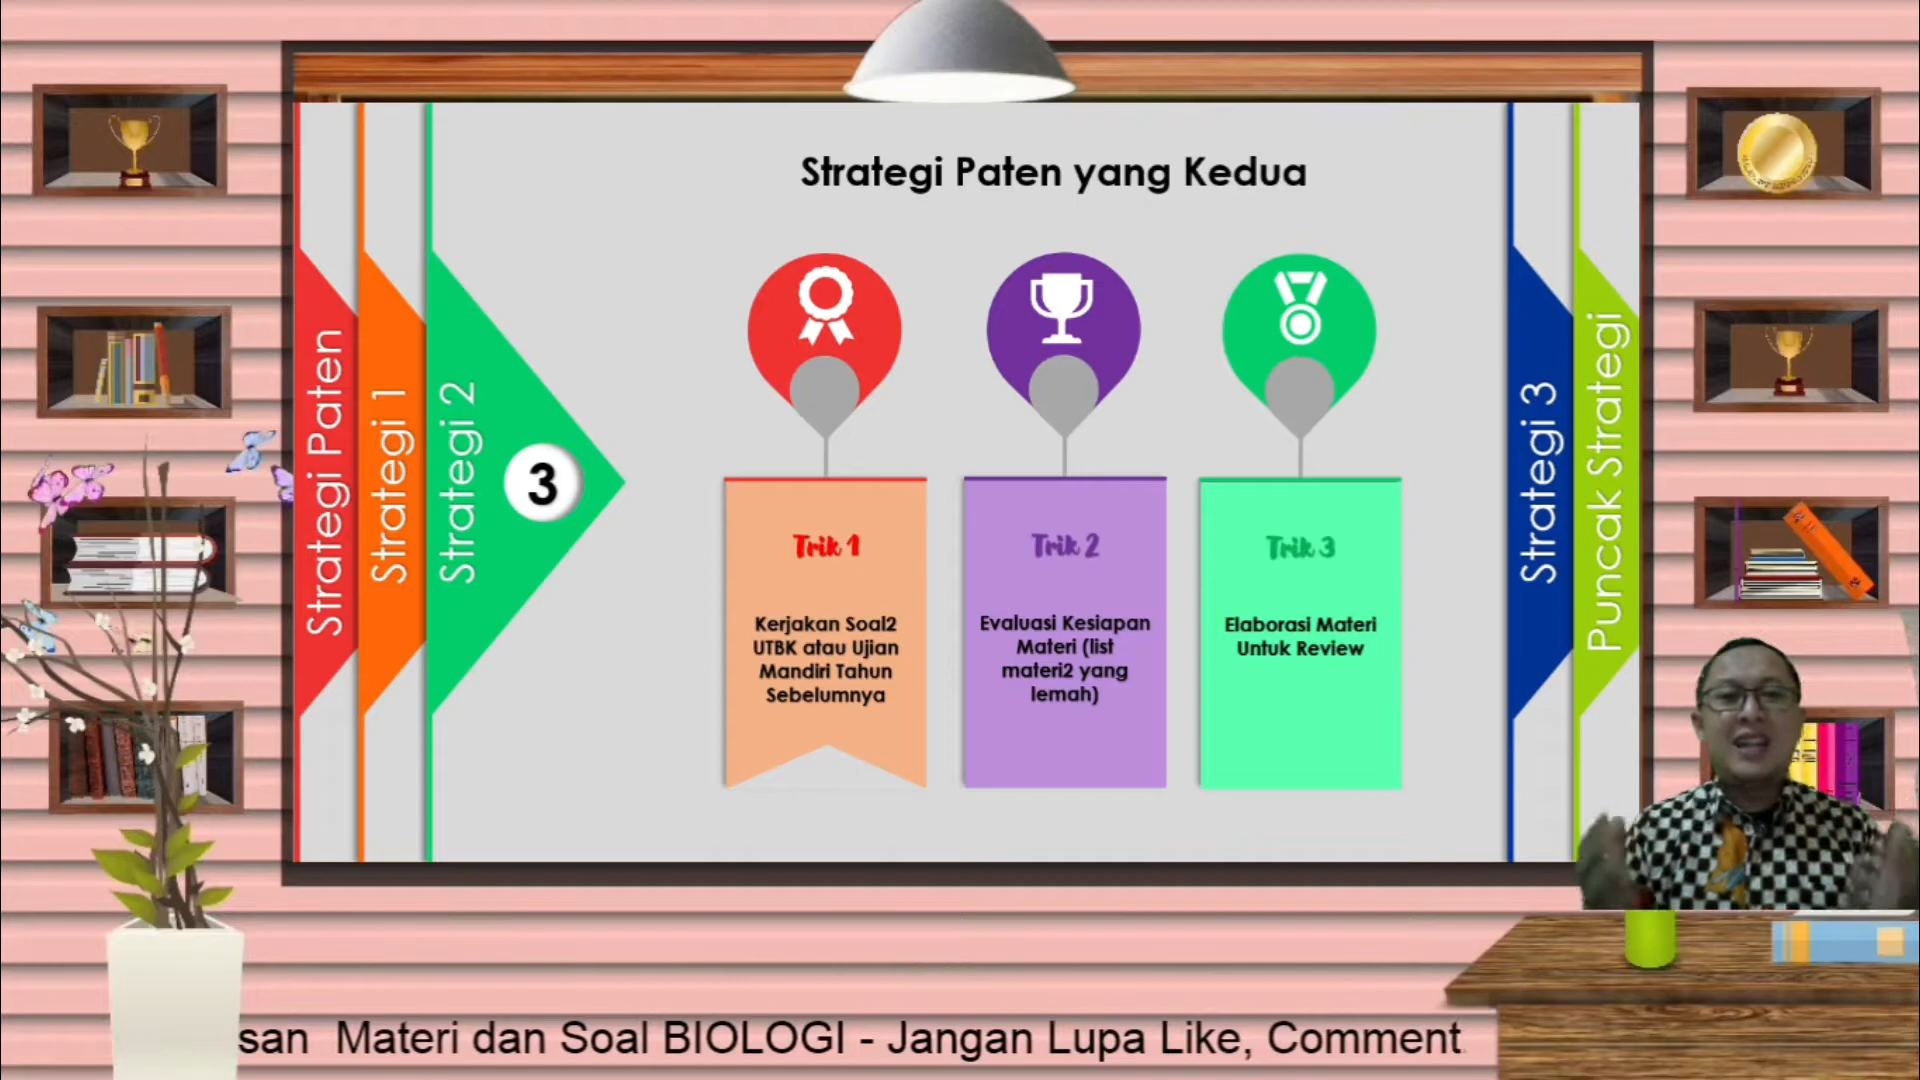 Strategi Paten yang Kedua
Strategi Paten
Strategi 1
Strategi 2
3
Trik 1
Kerjakan Soal2
UTBK atau Ujian
Mandiri Tahun
Sebelumnya
Trik 2
Evaluasi Kesiapan
Materi (list
materi2 yang
lemah)
Trik 3
Elaborasi Materi
Untuk Review
Strategi 3
Puncak Strategi
san Materi dan Soal BIOLOGI - Jangan Lupa Like, Comment